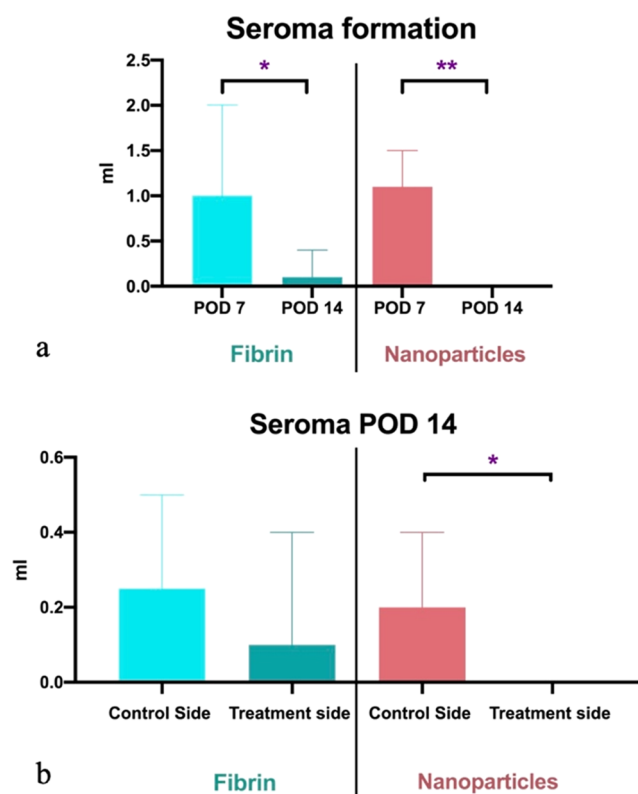 Seroma formation
2.5
2.0
1.5
1.0
0.5
0.0
ml
*
**
POD 7 POD 14 POD 7 POD 14
a
Fibrin Nanoparticles
Seroma POD 14
0.6
0.4
0.2
0.0
ml
*
Control Side Treatment side Control Side Treatment side
b
Fibrin Nanoparticles